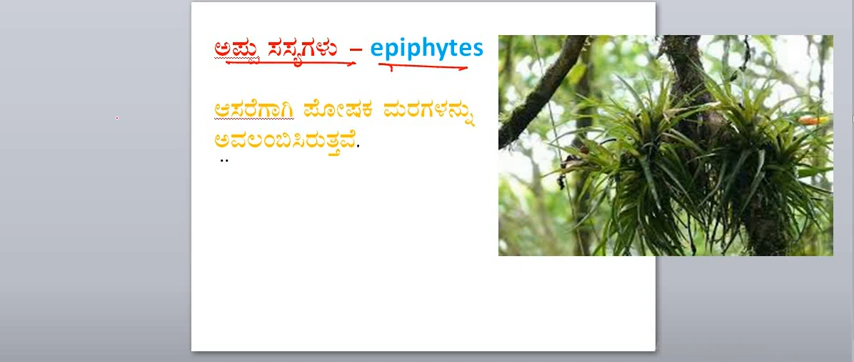 ಅಪ್ಪು ಸಸ್ಯಗಳು – epiphytes
ಆಸರೆಗಾಗಿ ಪೋಷಕ ಮರಗಳನ್ನು
ಅವಲಂಬಿಸಿರುತ್ತವೆ.